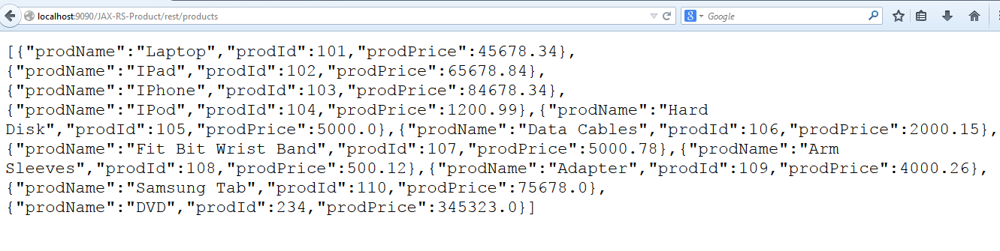 localhost:9090/JAX-RS-Product/rest/products
Google
[{"prodName":"Laptop","prodId":101,"prodPrice":45678.34},
{"prodName":"IPad","prodId":102,"prodPrice":65678.84},
{"prodName":"IPhone","prodId":103,"prodPrice":84678.34},
{"prodName":"IPod","prodId":104,"prodPrice":1200.99},{"prodName":"Hard
Disk","prodId":105,"prodPrice":5000.0},{"prodName":"Data Cables","prodId":106,"prodPrice":2000.15},
{"prodName":"Fit Bit Wrist Band","prodId":107,"prodPrice":5000.78},{"prodName":"Arm
Sleeves","prodId":108,"prodPrice":500.12},{"prodName":"Adapter","prodId":109,"prodPrice":4000.26},
{"prodName":"Samsung Tab","prodId":110,"prodPrice":75678.0},
{"prodName":"DVD","prodId":234,"prodPrice":345323.0}]